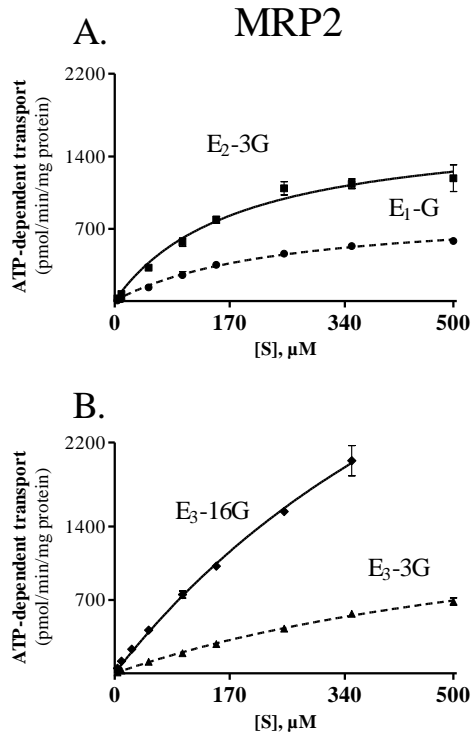 MRP2
A.
ATP-dependent transport
(pmol/min/mg protein)
2200
1400
700
E₂-3G
E₁-G
0
170
340
500
[S], µM
B.
ATP-dependent transport
(pmol/min/mg protein)
2200
1400
700
E₃-16G
E₃-3G
0
170
340
500
[S], µM